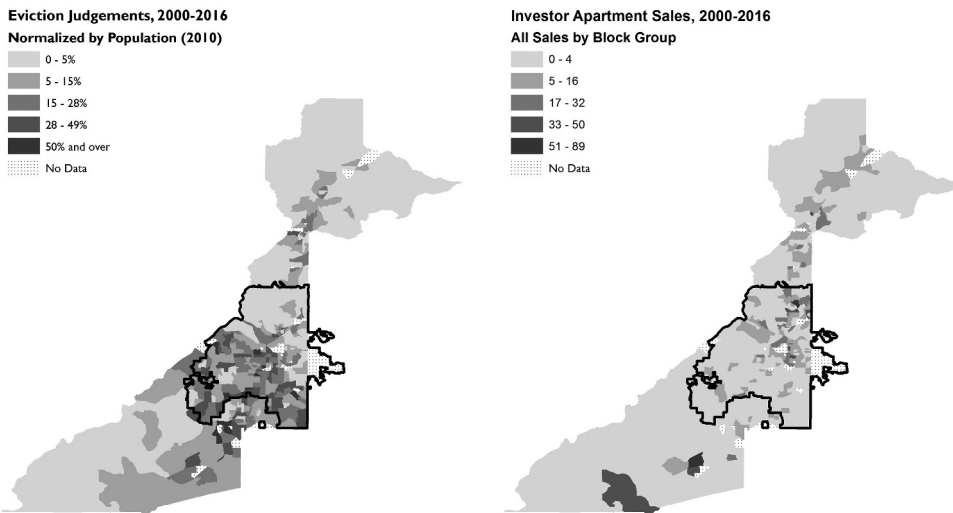 Eviction Judgements, 2000-2016
Normalized by Population (2010)
0 - 5%
5 - 15%
15 - 28%
28 - 49%
50% and over
No Data
Investor Apartment Sales, 2000-2016
All Sales by Block Group
0 - 4
5 - 16
17 - 32
33 - 50
51 - 89
No Data